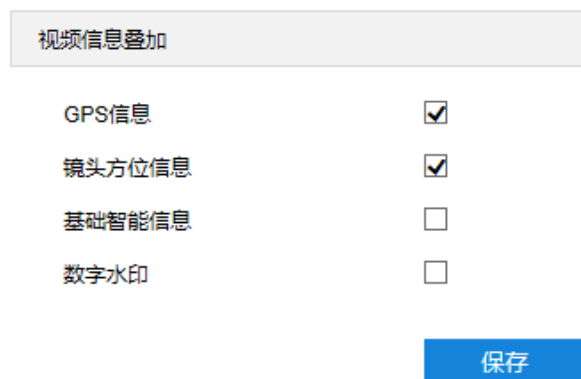 视频信息叠加
GPS信息
镜头方位信息
基础智能信息
数字水印
保存